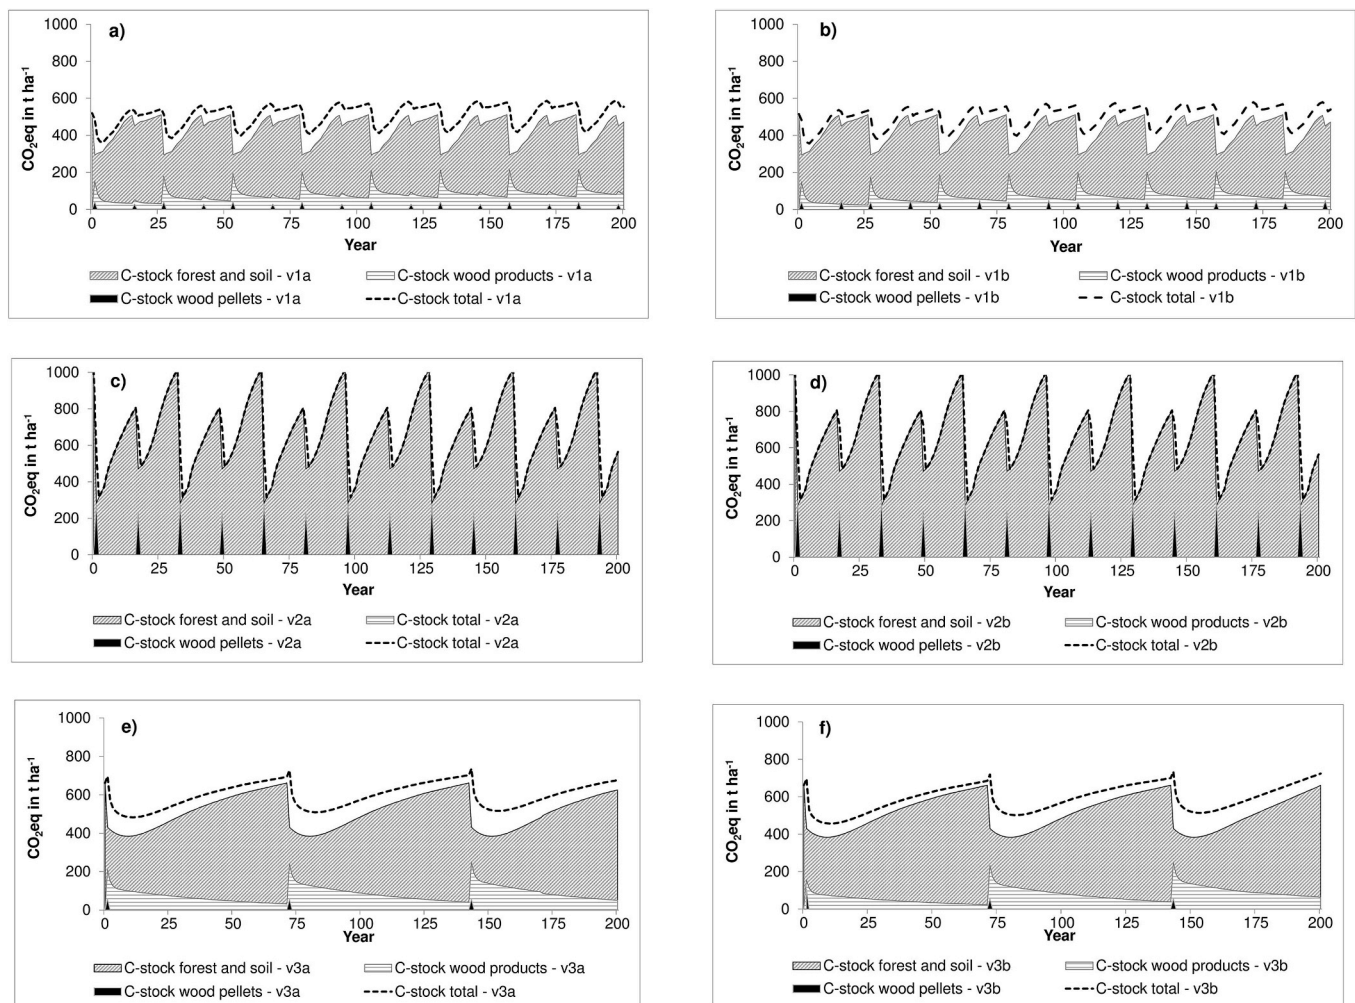 a)
1000
800
600
400
200
0
CO2eq in t ha-1
0 25 50 75 100 125 150 175 200
Year
C-stock forest and soil - v1a C-stock wood products - v1a
C-stock wood pellets - v1a C-stock total - v1a
b)
1000
800
600
400
200
0
CO2eq in t ha-1
0 25 50 75 100 125 150 175 200
Year
C-stock forest and soil - v1b C-stock wood products - v1b
C-stock wood pellets - v1b C-stock total - v1b
c)
1000
800
600
400
200
0
CO2eq in t ha-1
0 25 50 75 100 125 150 175 200
Year
C-stock forest and soil - v2a C-stock total - v2a
C-stock wood pellets - v2a C-stock total - v2a
d)
1000
800
600
400
200
0
CO2eq in t ha-1
0 25 50 75 100 125 150 175 200
Year
C-stock forest and soil - v2b C-stock wood products - v2b
C-stock wood pellets - v2b C-stock total - v2b
e)
1000
800
600
400
200
0
CO2eq in t ha-1
0 25 50 75 100 125 150 175 200
Year
C-stock forest and soil - v3a C-stock wood products - v3a
C-stock wood pellets - v3a C-stock total - v3a
f)
1000
800
600
400
200
0
CO2eq in t ha-1
0 25 50 75 100 125 150 175 200
Year
C-stock forest and soil - v3b C-stock wood products - v3b
C-stock wood pellets - v3b C-stock total - v3b